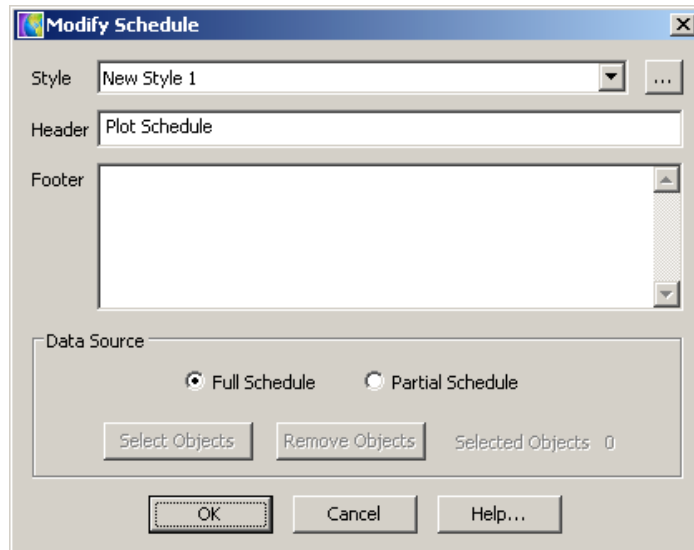 Modify Schedule
Style New Style 1 ...
Header Plot Schedule
Footer
Data Source
Full Schedule Partial Schedule
Select Objects Remove Objects Selected Objects 0
OK Cancel Help...